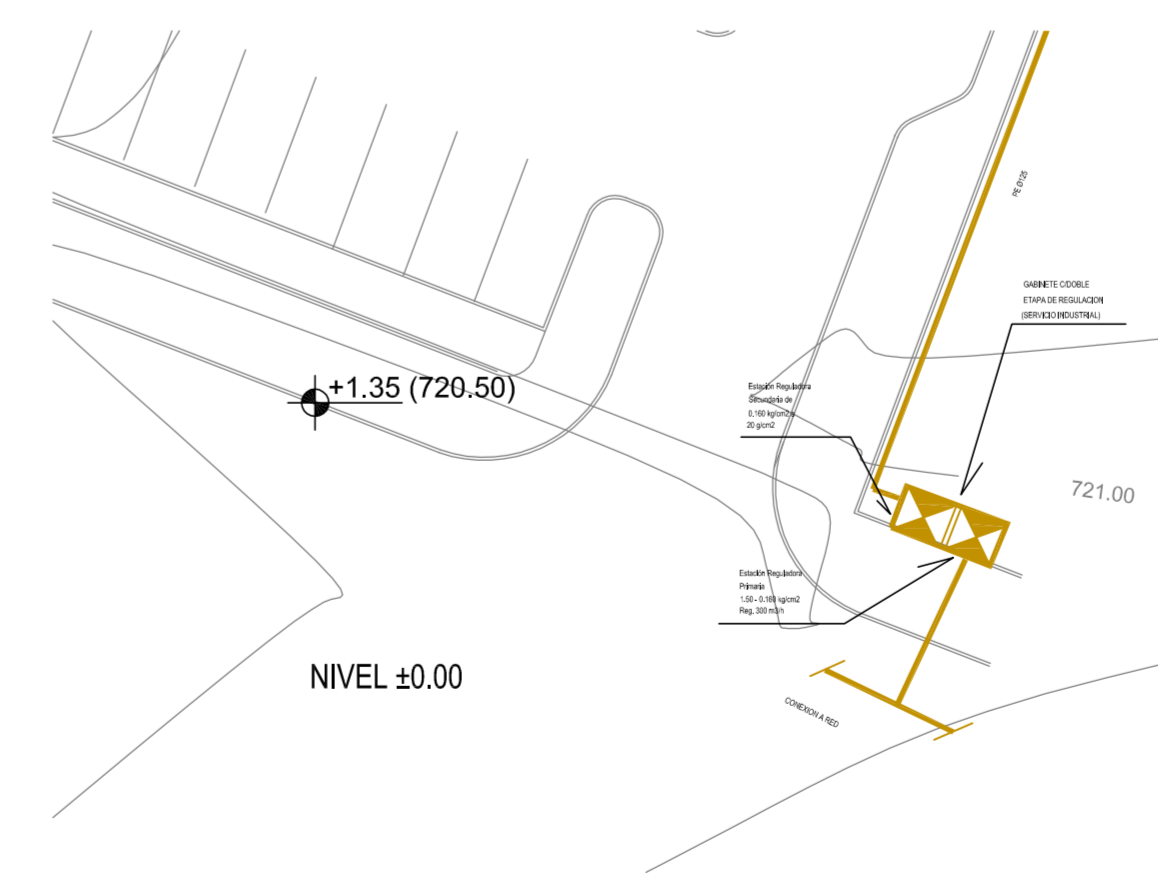 PE Ø125
GABINETE C/DOBLE
ETAPA DE REGULACION
(SERVICIO INDUSTRIAL)
+1.35 (720.50)
Estación Reguladora
Secundaria de
0,160 kg/cm2 a
20 g/cm2
721.00
Estación Reguladora
Primaria
1.50 - 0.160 kg/cm2
Reg. 300 m3/h
NIVEL ±0.00
CONEXION A RED